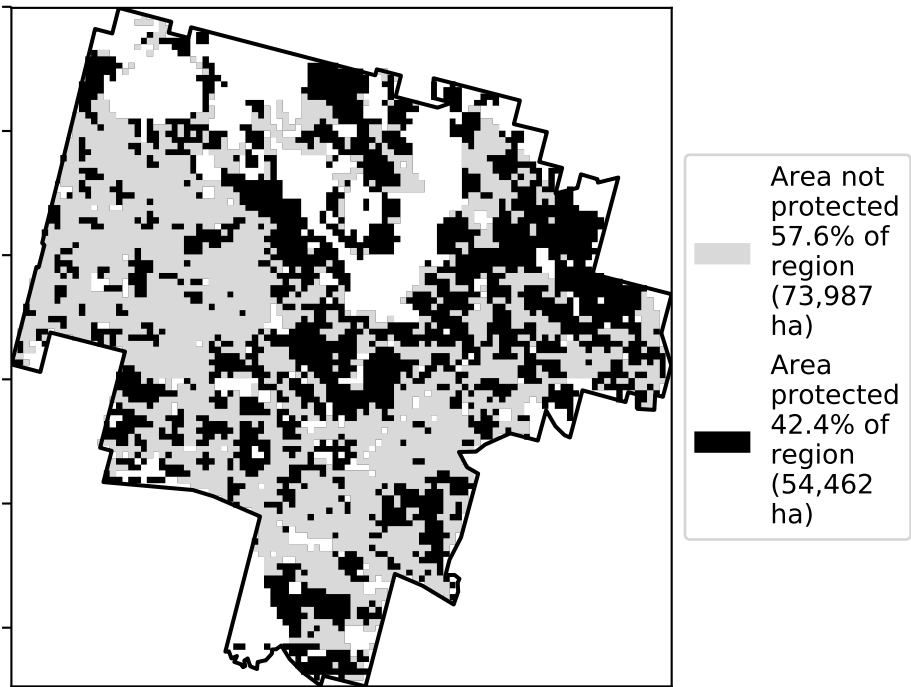 Area not
protected
57.6% of
region
(73,987
ha)
Area
protected
42.4% of
region
(54,462
ha)